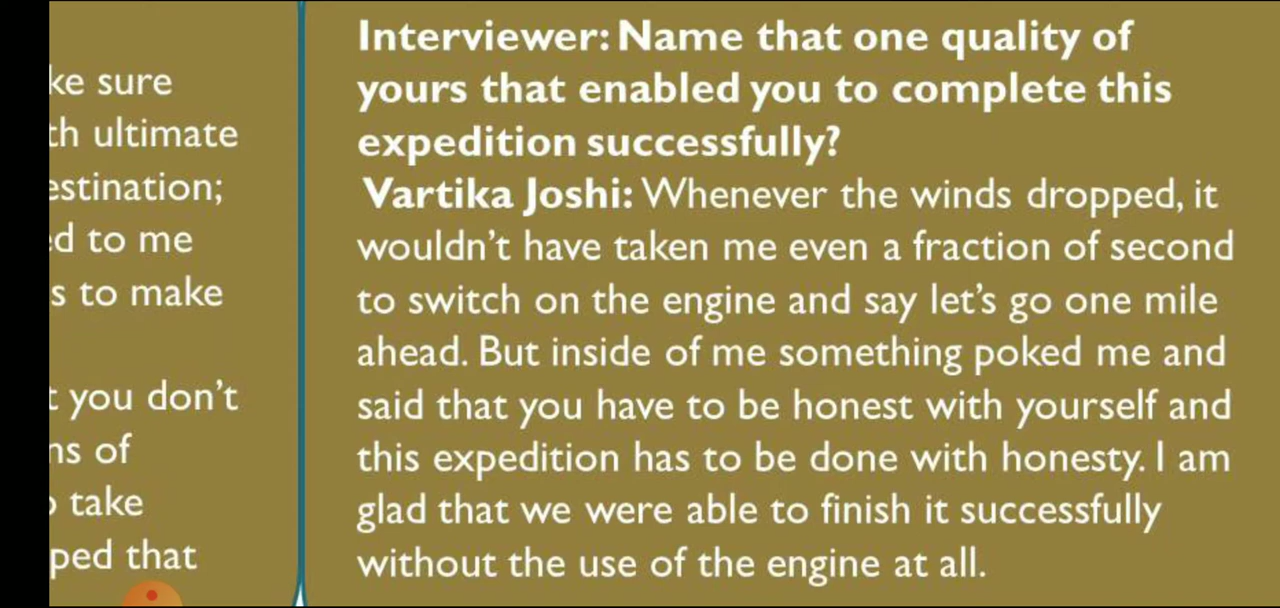 ke sure
th ultimate
estination;
ed to me
s to make
t you don't
ns of
o take
ped that
Interviewer: Name that one quality of
yours that enabled you to complete this
expedition successfully?
Vartika Joshi: Whenever the winds dropped, it
wouldn't have taken me even a fraction of second
to switch on the engine and say let's go one mile
ahead. But inside of me something poked me and
said that you have to be honest with yourself and
this expedition has to be done with honesty. I am
glad that we were able to finish it successfully
without the use of the engine at all.